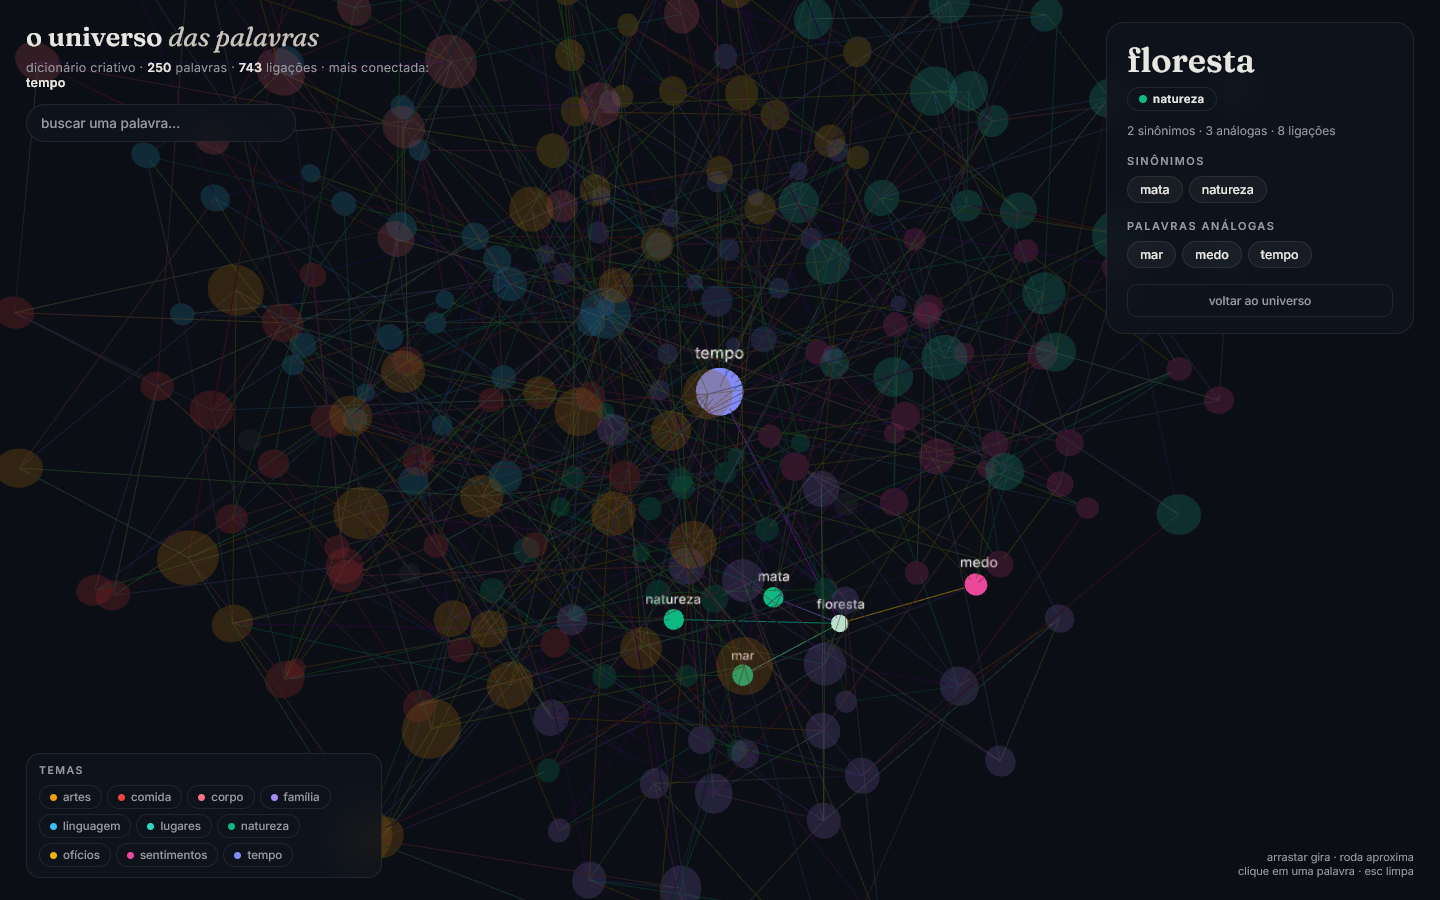 o universo das palavras
dicionário criativo · 250 palavras · 743 ligações · mais conectada:
tempo
buscar uma palavra...
floresta
natureza
2 sinônimos · 3 análogas · 8 ligações
SINÔNIMOS
mata natureza
PALAVRAS ANÁLOGAS
mar medo tempo
voltar ao universo
tempo
medo
mata
natureza
floresta
mar
TEMAS
artes comida corpo família
linguagem lugares natureza
ofícios sentimentos tempo
arrastar gira · roda aproxima
clique em uma palavra · esc limpa